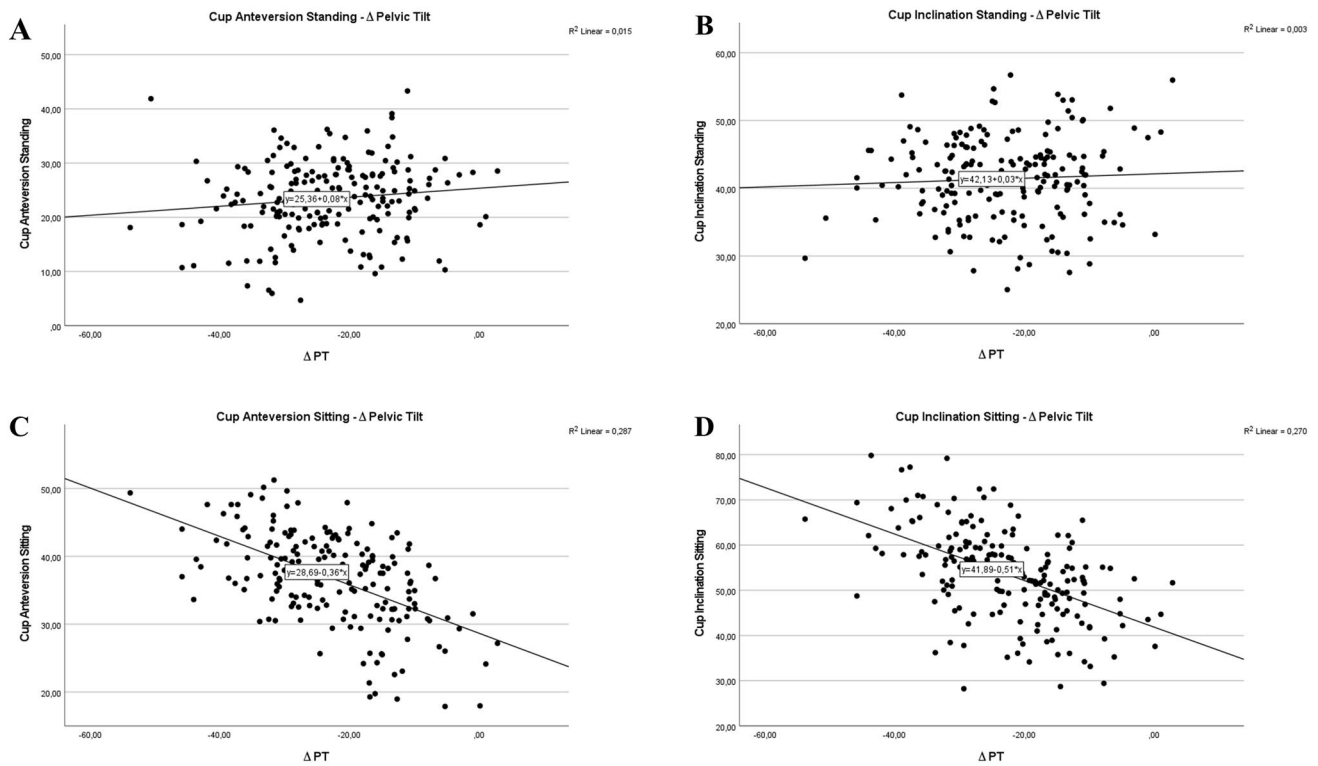 A
Cup Anteversion Standing - Δ Pelvic Tilt
R² Linear = 0,015
Cup Anteversion Standing
50,00
40,00
30,00
20,00
10,00
,00
y=25,36+0,08*x
-60,00 -40,00 -20,00 ,00
Δ PT
B
Cup Inclination Standing - Δ Pelvic Tilt
R² Linear = 0,003
Cup Inclination Standing
60,00
50,00
40,00
30,00
20,00
y=42,13+0,03*x
-60,00 -40,00 -20,00 ,00
Δ PT
C
Cup Anteversion Sitting - Δ Pelvic Tilt
R² Linear = 0,287
Cup Anteversion Sitting
50,00
40,00
30,00
20,00
y=28,69-0,36*x
-60,00 -40,00 -20,00 ,00
Δ PT
D
Cup Inclination Sitting - Δ Pelvic Tilt
R² Linear = 0,270
Cup Inclination Sitting
80,00
70,00
60,00
50,00
40,00
30,00
20,00
y=41,89-0,51*x
-60,00 -40,00 -20,00 ,00
Δ PT